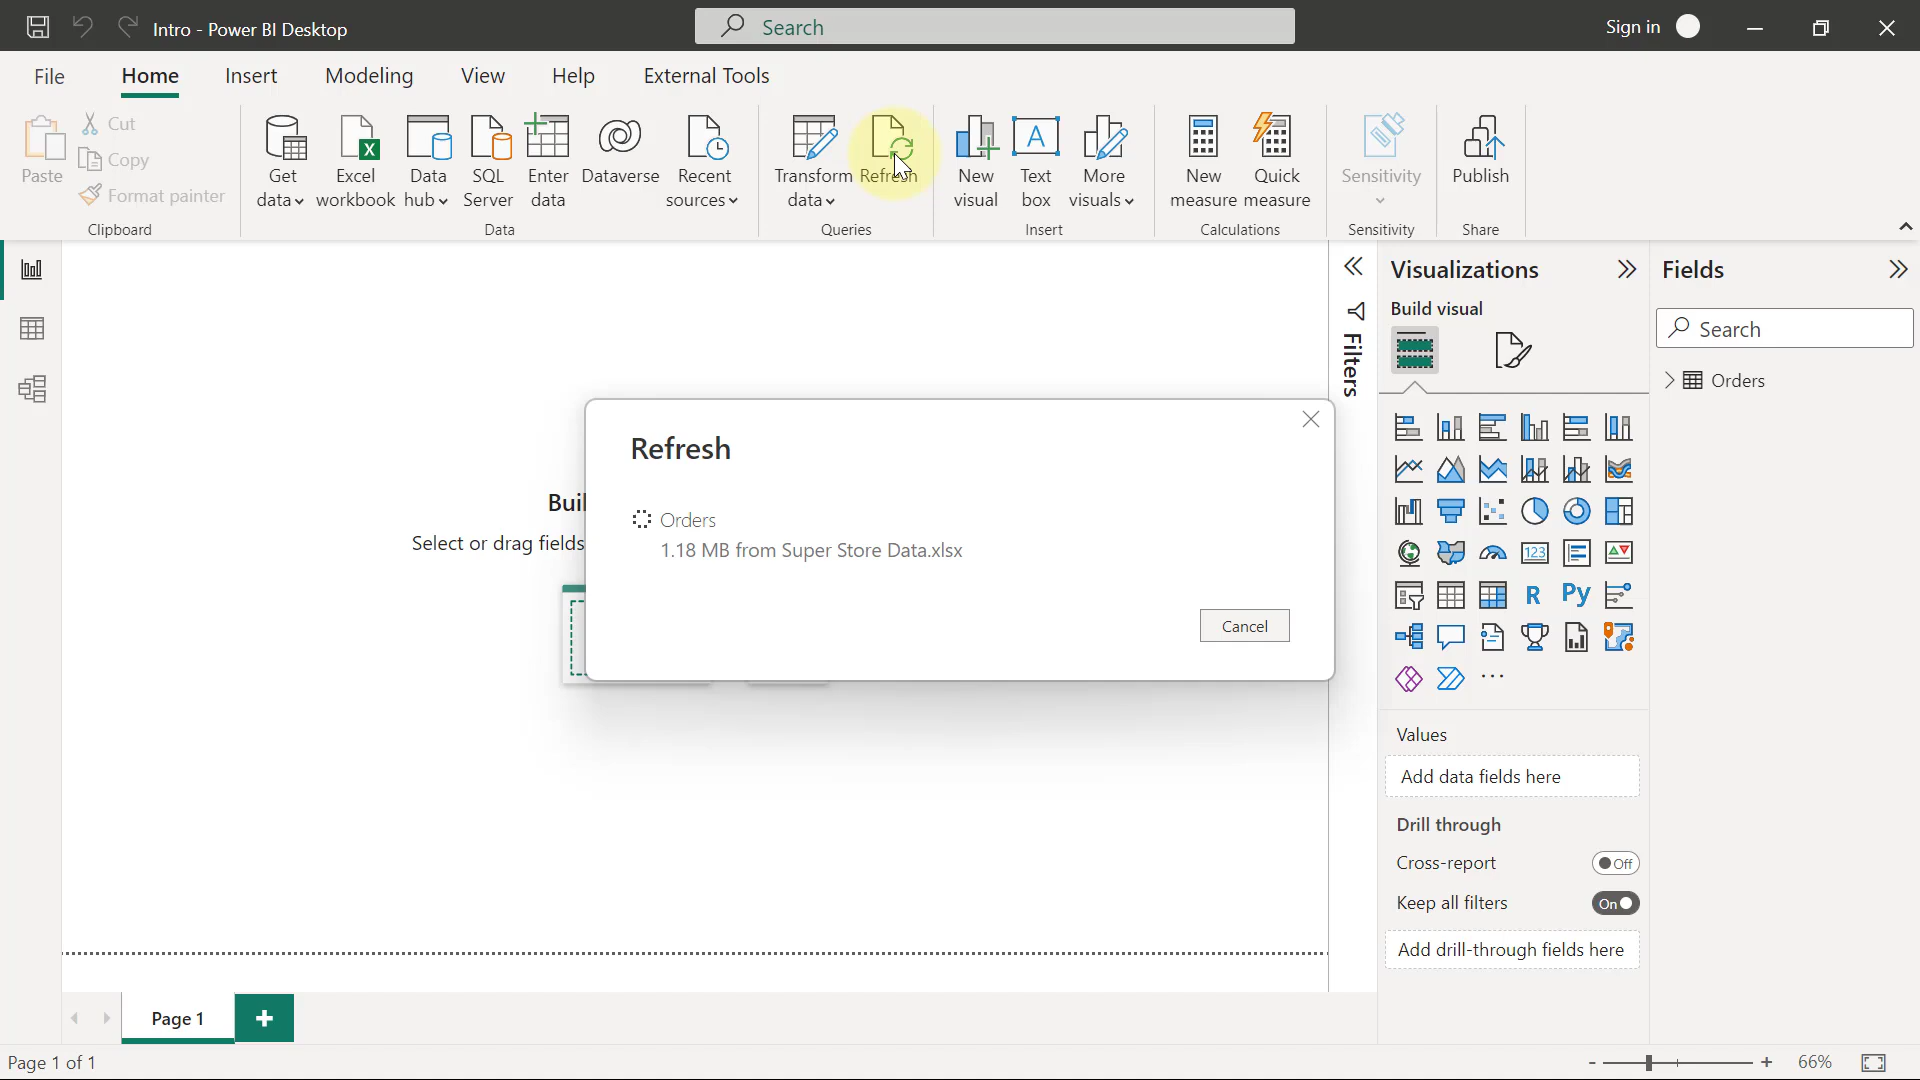 Intro - Power BI Desktop
Search
Sign in
File
Home
Insert
Modeling
View
Help
External Tools
Paste
Cut
Copy
Format painter
Clipboard
Get data
Excel workbook
Data hub
SQL Server
Enter data
Dataverse
Recent sources
Data
Transform data
Refresh
Queries
New visual
Text box
More visuals
Insert
New measure
Quick measure
Calculations
Sensitivity
Sensitivity
Publish
Share
Buil
Select or drag fields
Refresh
Orders
1.18 MB from Super Store Data.xlsx
Cancel
Filters
Visualizations
Build visual
123
R
Py
Values
Add data fields here
Drill through
Cross-report
Off
Keep all filters
On
Add drill-through fields here
Fields
Search
Orders
Page 1
Page 1 of 1
66%